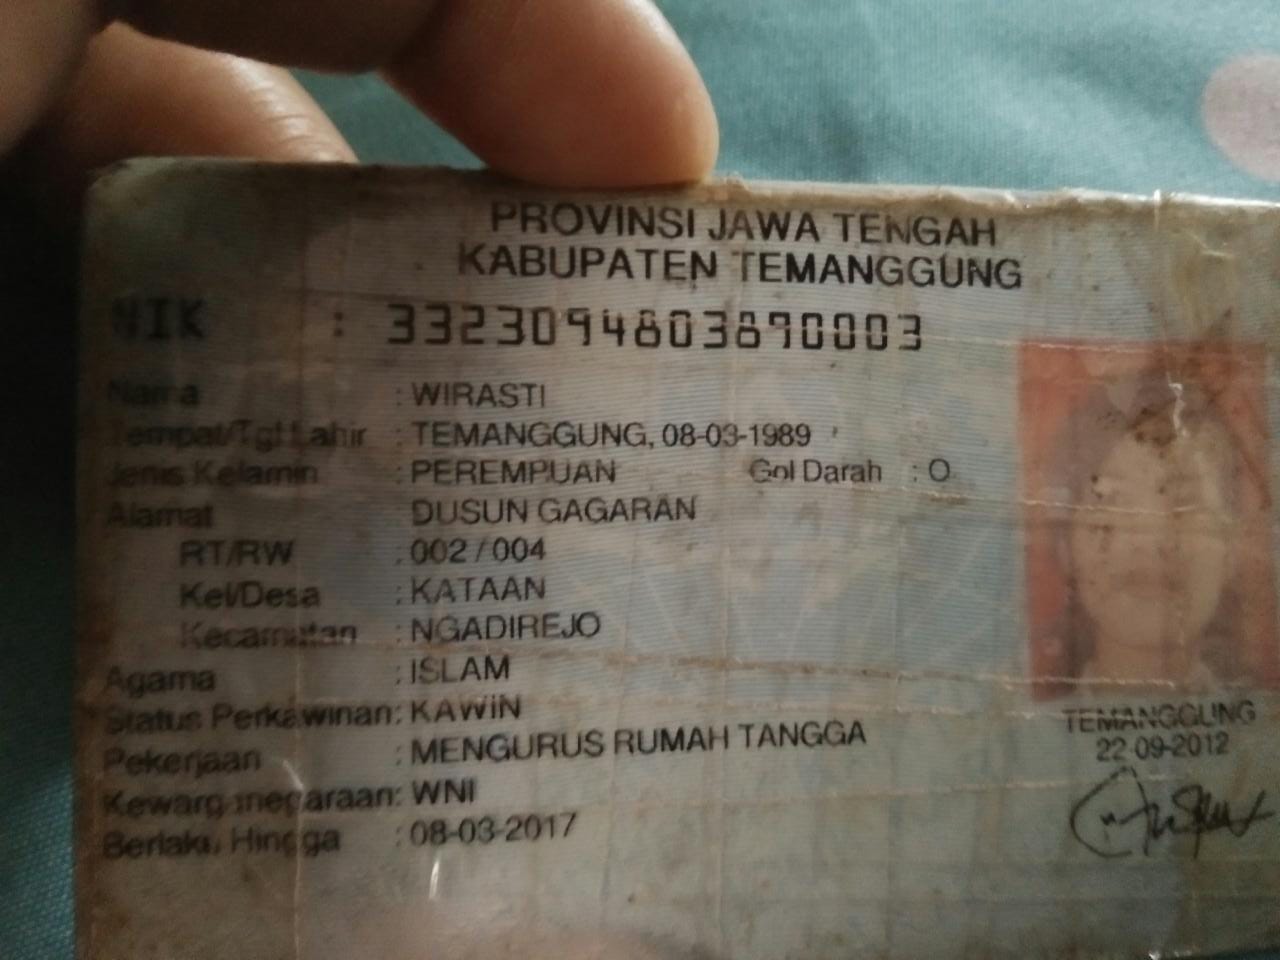 PROVINSI JAWA TENGAH
KABUPATEN TEMANGGUNG
NIK : 3323094803890003
Nama : WIRASTI
Tempat/Tgl Lahir : TEMANGGUNG, 08-03-1989
Jenis Kelamin : PEREMPUAN Gol Darah : O
Alamat DUSUN GAGARAN
RT/RW : 002 / 004
Kel/Desa : KATAAN
Kecamatan : NGADIREJO
Agama : ISLAM
Status Perkawinan: KAWIN
Pekerjaan : MENGURUS RUMAH TANGGA
Kewarganegaraan: WNI
Berlaku Hingga : 08-03-2017
TEMANGGUNG
22-09-2012